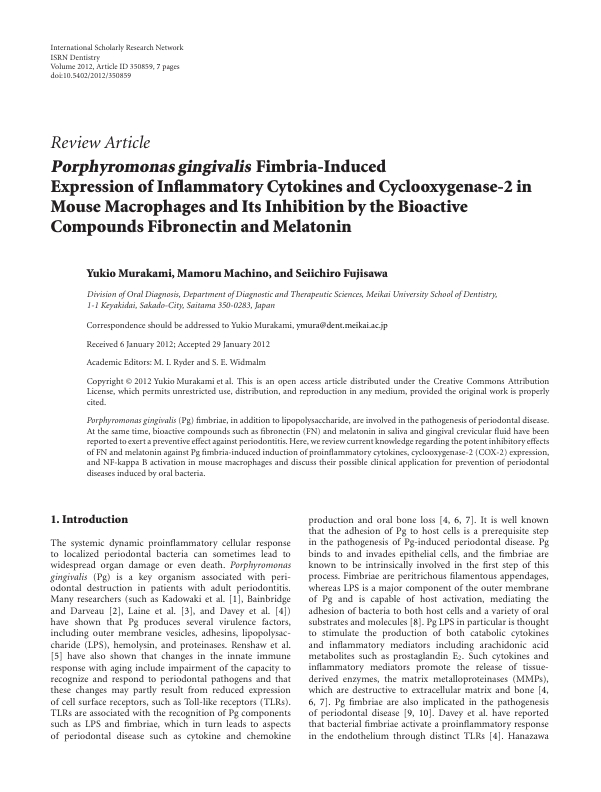 International Scholarly Research Network
ISRN Dentistry
Volume 2012, Article ID 350859, 7 pages
doi:10.5402/2012/350859
Review Article
Porphyromonas gingivalis Fimbria-Induced
Expression of Inflammatory Cytokines and Cyclooxygenase-2 in
Mouse Macrophages and Its Inhibition by the Bioactive
Compounds Fibronectin and Melatonin
Yukio Murakami, Mamoru Machino, and Seiichiro Fujisawa
Division of Oral Diagnosis, Department of Diagnostic and Therapeutic Sciences, Meikai University School of Dentistry,
1-1 Keyakidai, Sakado-City, Saitama 350-0283, Japan
Correspondence should be addressed to Yukio Murakami, ymura@dent.meikai.ac.jp
Received 6 January 2012; Accepted 29 January 2012
Academic Editors: M. I. Ryder and S. E. Widmalm
Copyright © 2012 Yukio Murakami et al. This is an open access article distributed under the Creative Commons Attribution
License, which permits unrestricted use, distribution, and reproduction in any medium, provided the original work is properly
cited.
Porphyromonas gingivalis (Pg) fimbriae, in addition to lipopolysaccharide, are involved in the pathogenesis of periodontal disease.
At the same time, bioactive compounds such as fibronectin (FN) and melatonin in saliva and gingival crevicular fluid have been
reported to exert a preventive effect against periodontitis. Here, we review current knowledge regarding the potent inhibitory effects
of FN and melatonin against Pg fimbria-induced induction of proinflammatory cytokines, cyclooxygenase-2 (COX-2) expression,
and NF-kappa B activation in mouse macrophages and discuss their possible clinical application for prevention of periodontal
diseases induced by oral bacteria.
1. Introduction
The systemic dynamic proinflammatory cellular response
to localized periodontal bacteria can sometimes lead to
widespread organ damage or even death. Porphyromonas
gingivalis (Pg) is a key organism associated with peri-
odontal destruction in patients with adult periodontitis.
Many researchers (such as Kadowaki et al. [1], Bainbridge
and Darveau [2], Laine et al. [3], and Davey et al. [4])
have shown that Pg produces several virulence factors,
including outer membrane vesicles, adhesins, lipopolysac-
charide (LPS), hemolysin, and proteinases. Renshaw et al.
[5] have also shown that changes in the innate immune
response with aging include impairment of the capacity to
recognize and respond to periodontal pathogens and that
these changes may partly result from reduced expression
of cell surface receptors, such as Toll-like receptors (TLRs).
TLRs are associated with the recognition of Pg components
such as LPS and fimbriae, which in turn leads to aspects
of periodontal disease such as cytokine and chemokine
production and oral bone loss [4, 6, 7]. It is well known
that the adhesion of Pg to host cells is a prerequisite step
in the pathogenesis of Pg-induced periodontal disease. Pg
binds to and invades epithelial cells, and the fimbriae are
known to be intrinsically involved in the first step of this
process. Fimbriae are peritrichous filamentous appendages,
whereas LPS is a major component of the outer membrane
of Pg and is capable of host activation, mediating the
adhesion of bacteria to both host cells and a variety of oral
substrates and molecules [8]. Pg LPS in particular is thought
to stimulate the production of both catabolic cytokines
and inflammatory mediators including arachidonic acid
metabolites such as prostaglandin E₂. Such cytokines and
inflammatory mediators promote the release of tissue-
derived enzymes, the matrix metalloproteinases (MMPs),
which are destructive to extracellular matrix and bone [4,
6, 7]. Pg fimbriae are also implicated in the pathogenesis
of periodontal disease [9, 10]. Davey et al. have reported
that bacterial fimbriae activate a proinflammatory response
in the endothelium through distinct TLRs [4]. Hanazawa